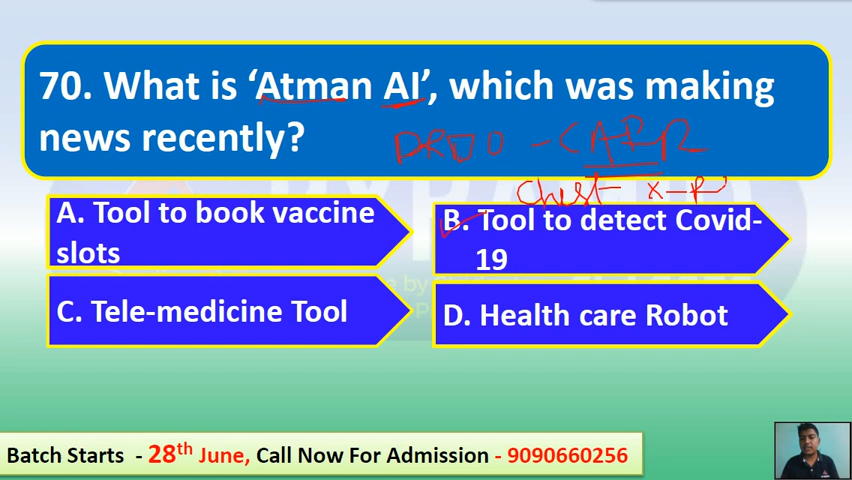 70. What is ‘Atman AI’, which was making
news recently?
DRDO - CAIR
Chest X-R
A. Tool to book vaccine
slots
B. Tool to detect Covid-
19
C. Tele-medicine Tool
D. Health care Robot
Batch Starts - 28th June, Call Now For Admission - 9090660256